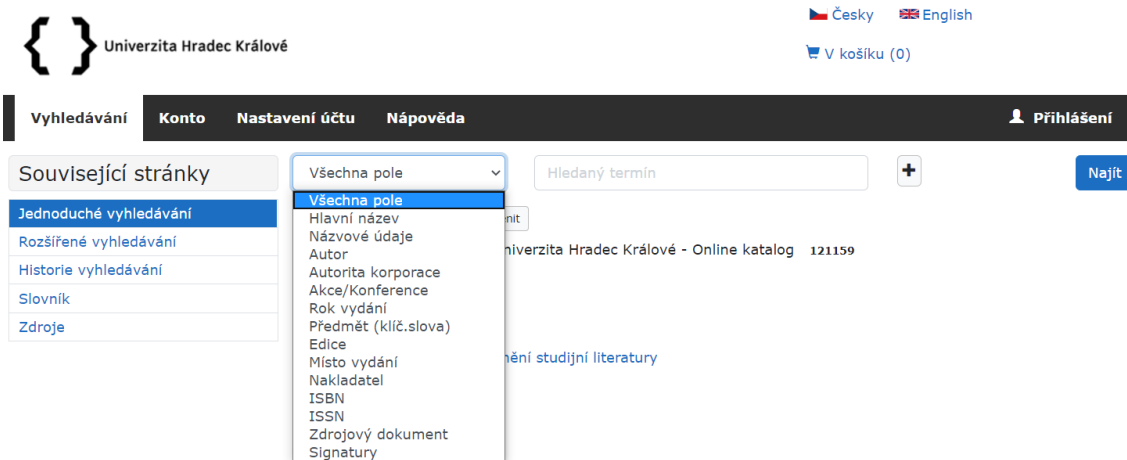 Česky English
Univerzita Hradec Králové
V košíku (0)
Vyhledávání Konto Nastavení účtu Nápověda Přihlášení
Související stránky
Všechna pole
Hledaný termín
+
Najít
Jednoduché vyhledávání
Rozšířené vyhledávání
Historie vyhledávání
Slovník
Zdroje
Všechna pole
Hlavní název
Názvové údaje
Autor
Autorita korporace
Akce/Konference
Rok vydání
Předmět (klíč.slova)
Edice
Místo vydání
Nakladatel
ISBN
ISSN
Zdrojový dokument
Signatury
Hradec Králové - Online katalog 121159
studijní literatury